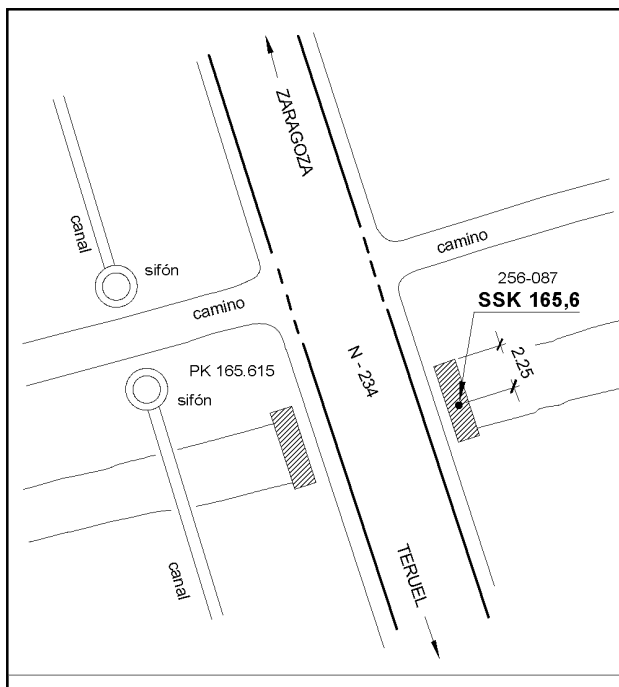 ZARAGOZA
canal
sifón
camino
camino
256-087
SSK 165,6
2.25
N - 234
PK 165.615
sifón
canal
TERUEL